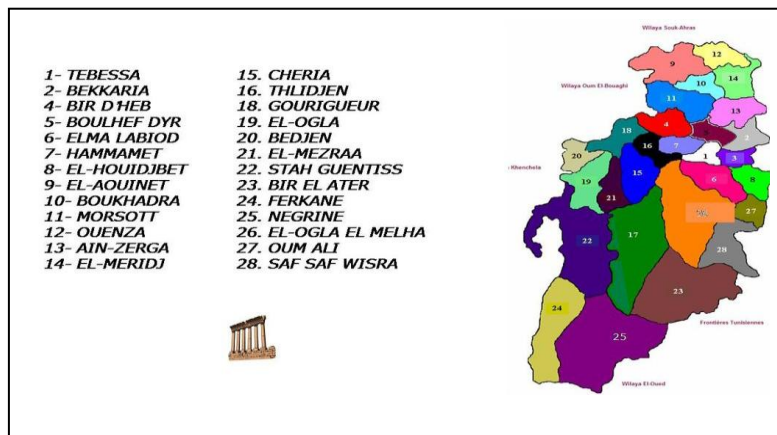 1- TEBESSA
2- BEKKARIA
4- BIR D'HEB
5- BOULHEF DYR
6- ELMA LABIOD
7- HAMMAMET
8- EL-HOUIDJBET
9- EL-AOUINET
10- BOUKHADRA
11- MORSOTT
12- OUENZA
13- AIN-ZERGA
14- EL-MERIDJ
15. CHERIA
16. THLIDJEN
18. GOURIGUEUR
19. EL-OGLA
20. BEDJEN
21. EL-MEZRAA
22. STAH GUENTISS
23. BIR EL ATER
24. FERKANE
25. NEGRINE
26. EL-OGLA EL MELHA
27. OUM ALI
28. SAF SAF WISRA
Wilaya Souk-Ahras
12
9
10
14
Wilaya Oum El-Bouaghi
11
13
4
18
2
16
7
20
1
3
- Khenchela
15
6
8
19
21
27
17
22
28
23
24
Frontières Tunisiennes
25
Wilaya El-Oued